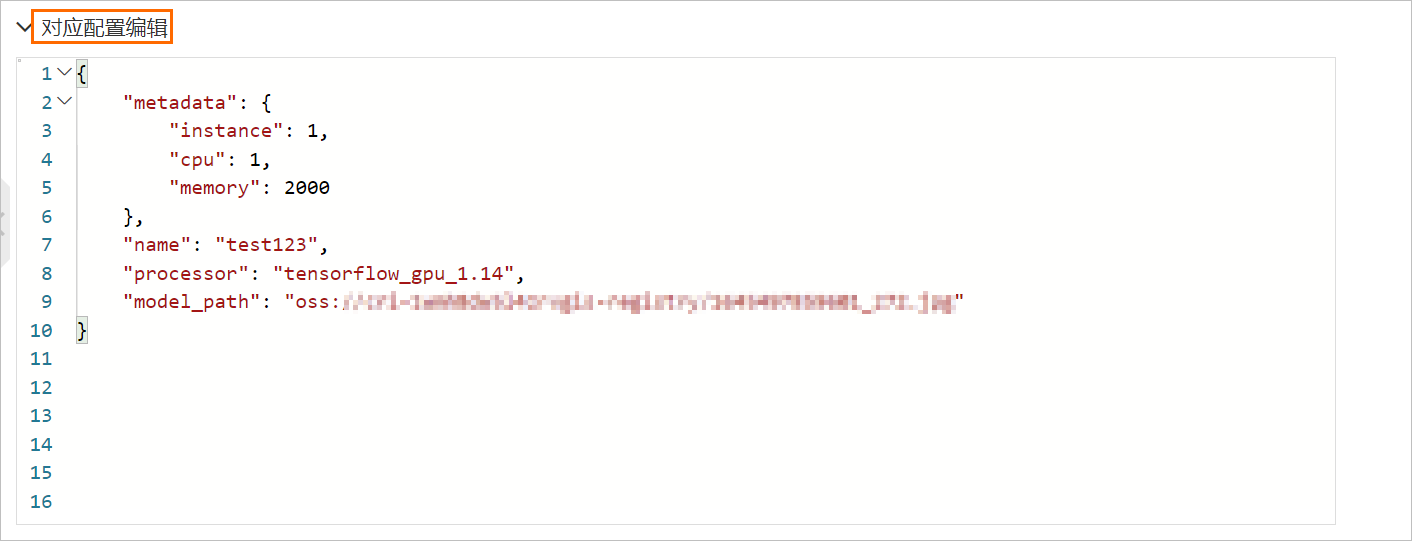 对应配置编辑
1 {
2 "metadata": {
3 "instance": 1,
4 "cpu": 1,
5 "memory": 2000
6 },
7 "name": "test123",
8 "processor": "tensorflow_gpu_1.14",
9 "model_path": "oss:"
10 }
11
12
13
14
15
16